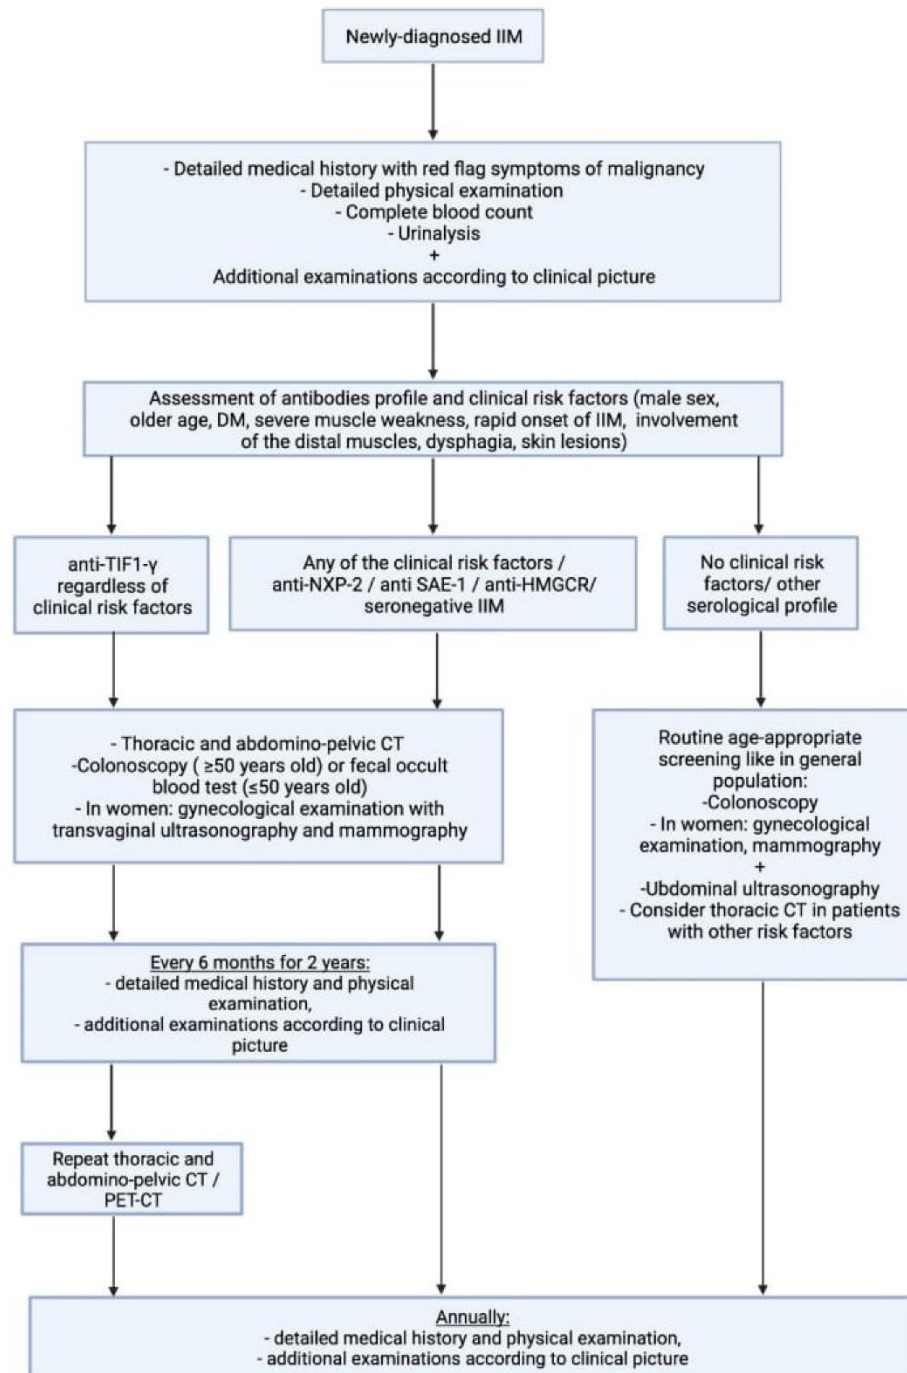 Newly-diagnosed IIM
- Detailed medical history with red flag symptoms of malignancy
- Detailed physical examination
- Complete blood count
- Urinalysis
+
Additional examinations according to clinical picture
Assessment of antibodies profile and clinical risk factors (male sex,
older age, DM, severe muscle weakness, rapid onset of IIM, involvement
of the distal muscles, dysphagia, skin lesions)
anti-TIF1-γ
regardless of
clinical risk factors
Any of the clinical risk factors /
anti-NXP-2 / anti SAE-1 / anti-HMGCR/
seronegative IIM
No clinical risk
factors/ other
serological profile
- Thoracic and abdomino-pelvic CT
-Colonoscopy ( ≥50 years old) or fecal occult
blood test (≤50 years old)
- In women: gynecological examination with
transvaginal ultrasonography and mammography
Routine age-appropriate
screening like in general
population:
-Colonoscopy
- In women: gynecological
examination, mammography
+
-Ubdominal ultrasonography
- Consider thoracic CT in patients
with other risk factors
Every 6 months for 2 years:
- detailed medical history and physical
examination,
- additional examinations according to clinical
picture
Repeat thoracic and
abdomino-pelvic CT /
PET-CT
Annually:
- detailed medical history and physical examination,
- additional examinations according to clinical picture